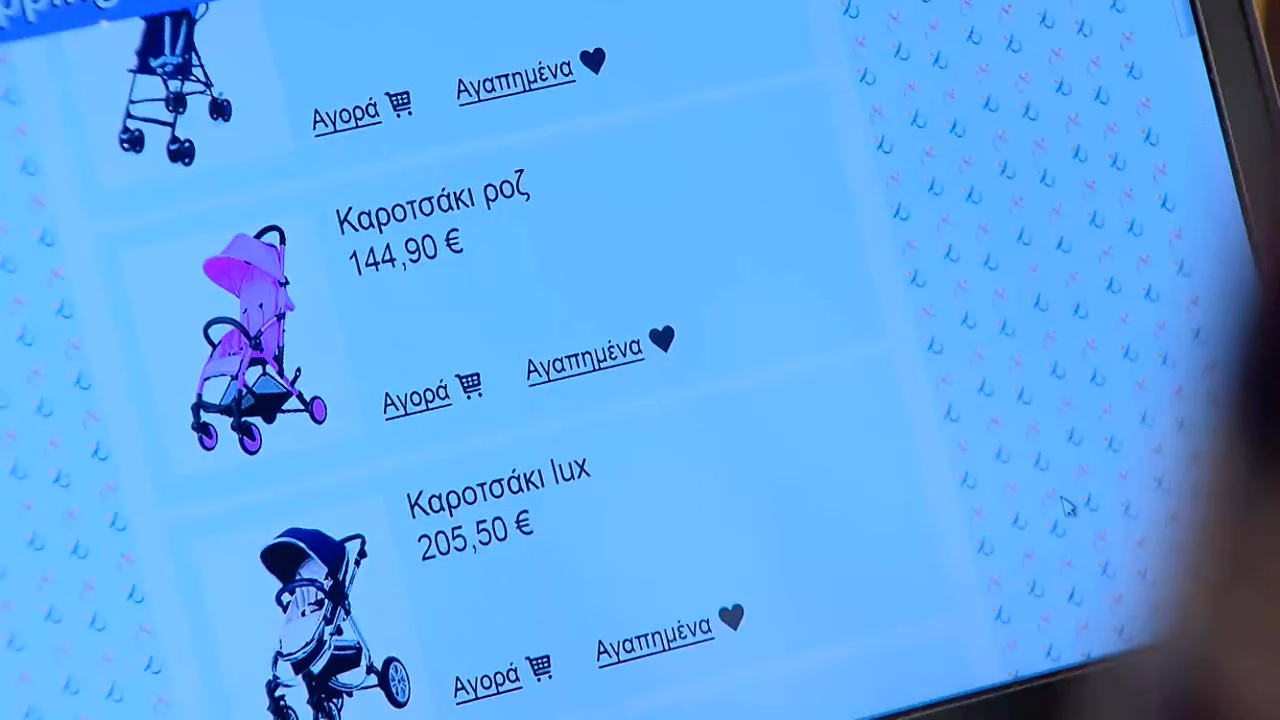 Αγορά Αγαπημένα
Καροτσάκι ροζ
144,90 €
Αγορά Αγαπημένα
Καροτσάκι lux
205,50 €
Αγορά Αγαπημένα